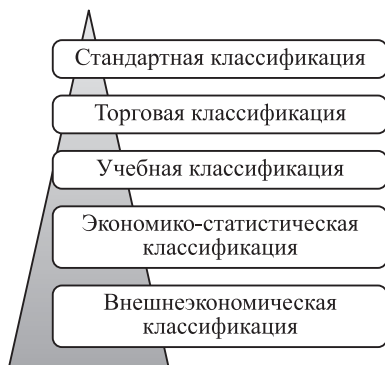 Стандартная классификация
Торговая классификация
Учебная классификация
Экономико-статистическая
классификация
Внешнеэкономическая
классификация